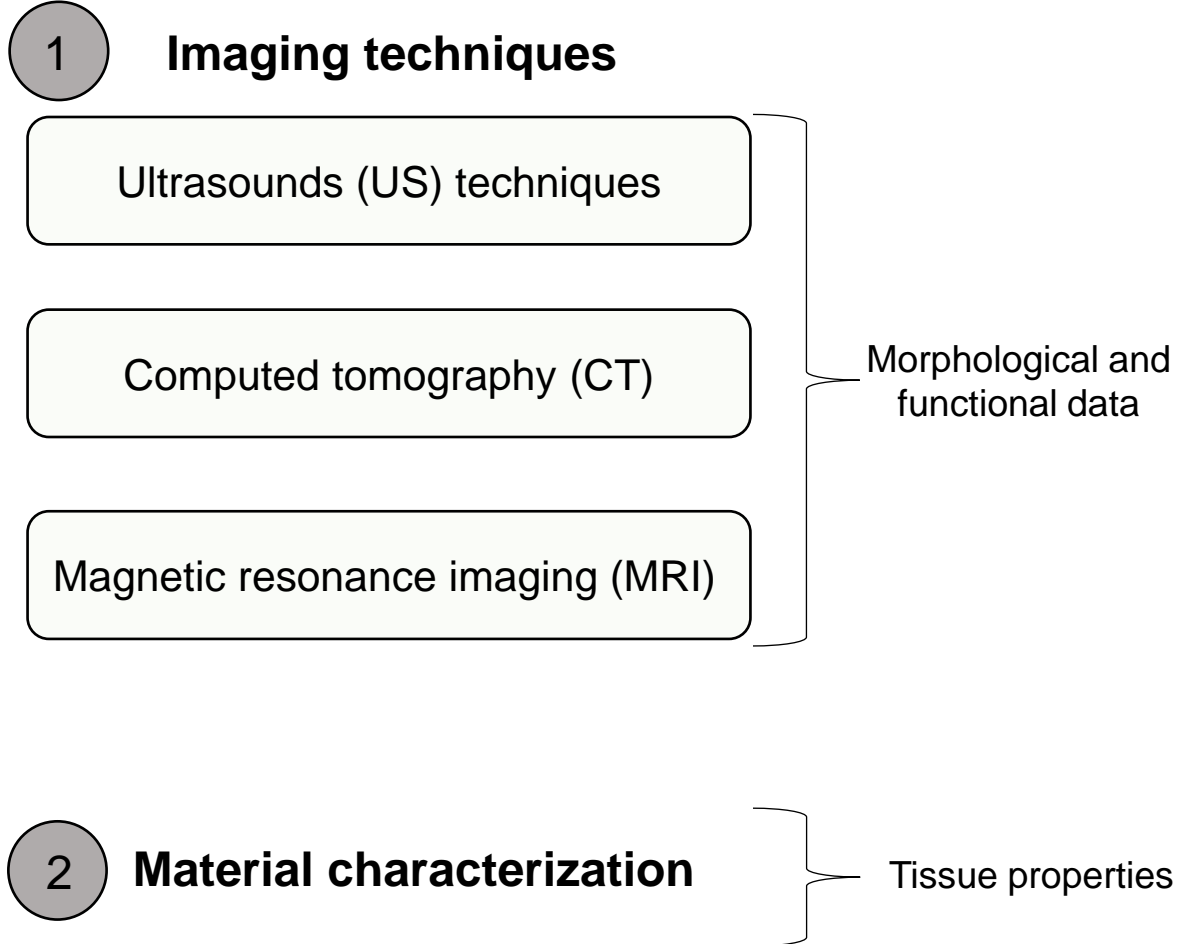 1
Imaging techniques
Ultrasounds (US) techniques
Computed tomography (CT)
Magnetic resonance imaging (MRI)
Morphological and
functional data
2
Material characterization
Tissue properties